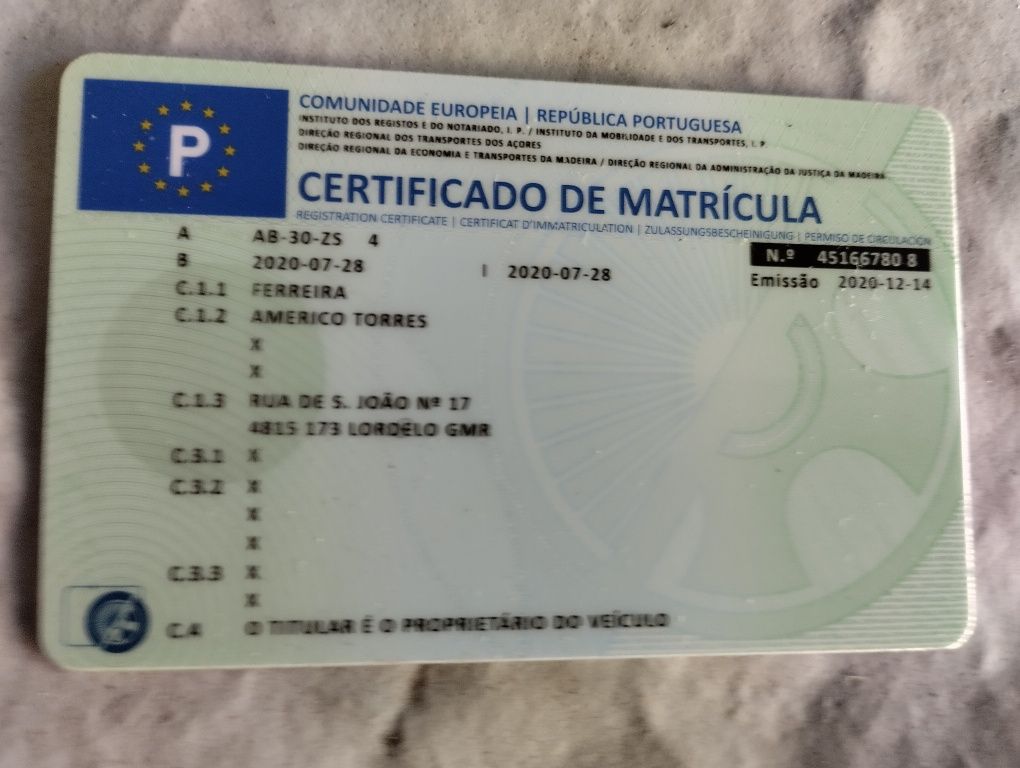 P
COMUNIDADE EUROPEIA | REPÚBLICA PORTUGUESA
INSTITUTO DOS REGISTOS E DO NOTARIADO, I. P. / INSTITUTO DA MOBILIDADE E DOS TRANSPORTES, I. P.
DIREÇÃO REGIONAL DOS TRANSPORTES DOS AÇORES
DIREÇÃO REGIONAL DA ECONOMIA E TRANSPORTES DA MADEIRA / DIREÇÃO REGIONAL DA ADMINISTRAÇÃO DA JUSTIÇA DA MADEIRA
CERTIFICADO DE MATRÍCULA
REGISTRATION CERTIFICATE | CERTIFICAT D'IMMATRICULATION | ZULASSUNGSBESCHEINIGUNG | PERMISO DE CIRCULACIÓN
A AB-30-ZS 4
N.º 45166780 8
B 2020-07-28 I 2020-07-28
Emissão 2020-12-14
C.1.1 FERREIRA
C.1.2 AMERICO TORRES
X
X
C.1.3 RUA DE S. JOÃO Nº 17
4815 173 LORDELO GMR
C.3.1 X
C.3.2 X
X
X
C.3.3 X
X
C.4 O TITULAR É O PROPRIETÁRIO DO VEÍCULO